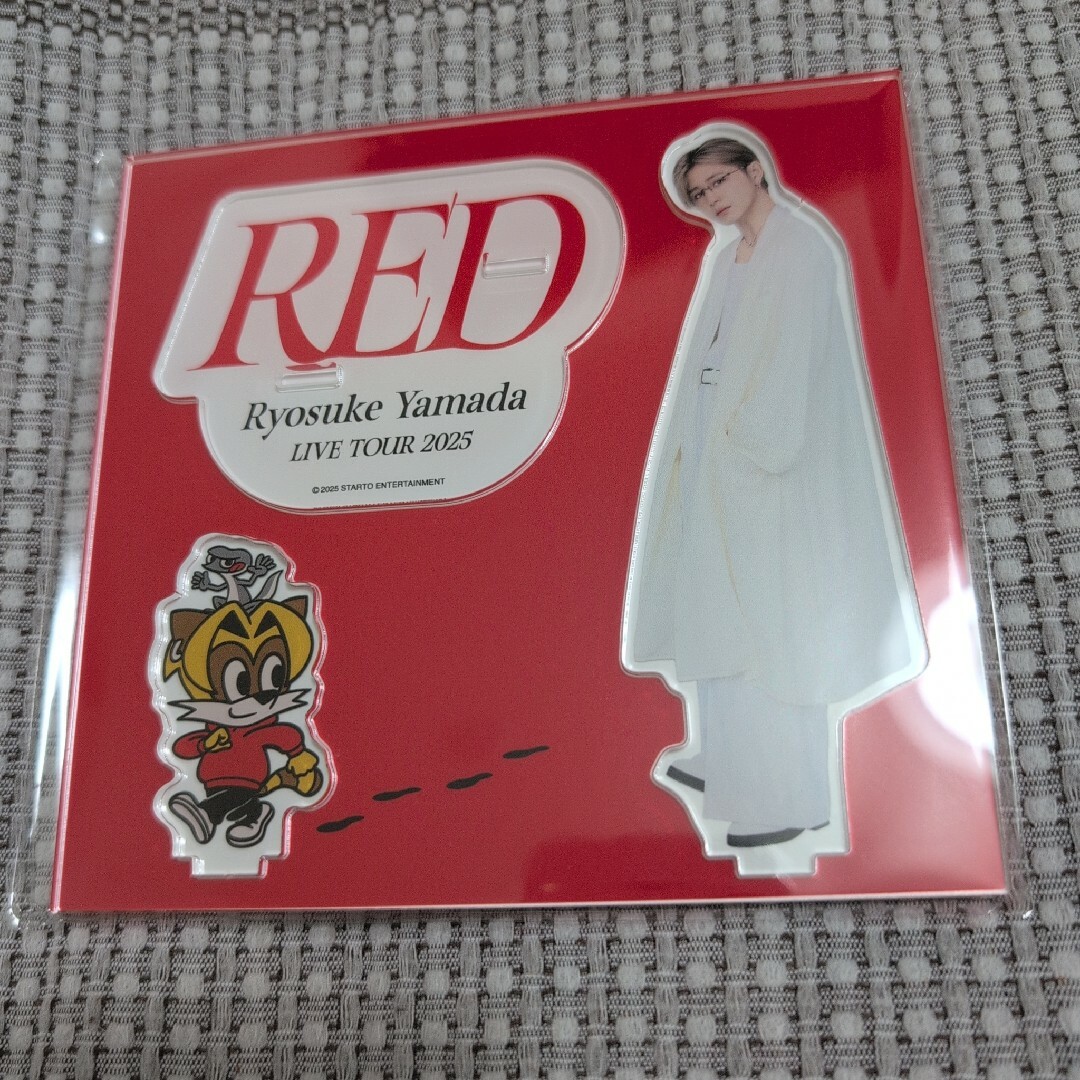 RED
Ryosuke Yamada
LIVE TOUR 2025
© 2025 STARTO ENTERTAINMENT